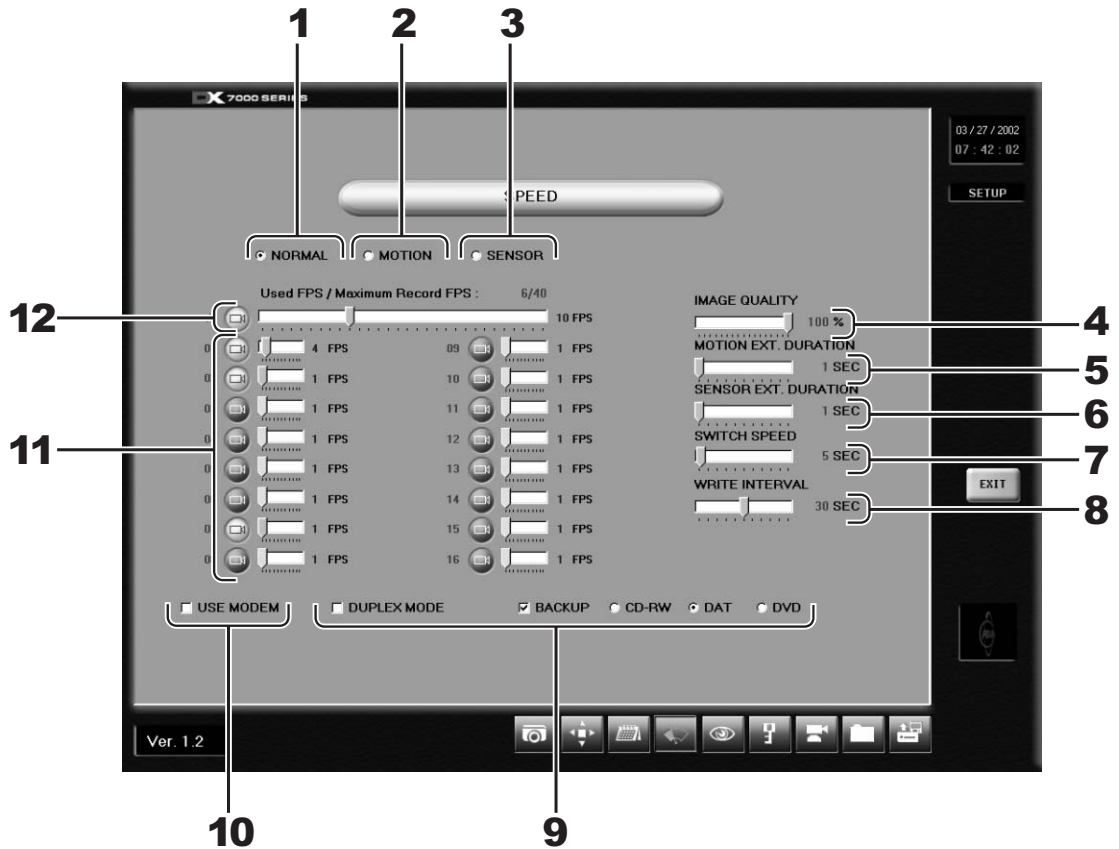 1 2 3
DX 7000 SERIES
03 / 27 / 2002
07 : 42 : 02
SETUP
SPEED
NORMAL MOTION SENSOR
Used FPS / Maximum Record FPS : 6/40
12 10 FPS
4 FPS 09 1 FPS
1 FPS 10 1 FPS
1 FPS 11 1 FPS
11 1 FPS 12 1 FPS
1 FPS 13 1 FPS
1 FPS 14 1 FPS
1 FPS 15 1 FPS
1 FPS 16 1 FPS
IMAGE QUALITY
100 % 4
MOTION EXT. DURATION
1 SEC 5
SENSOR EXT. DURATION
1 SEC 6
SWITCH SPEED
5 SEC 7
WRITE INTERVAL
30 SEC 8
EXIT
USE MODEM DUPLEX MODE BACKUP CD-RW DAT DVD
Ver. 1.2
10 9